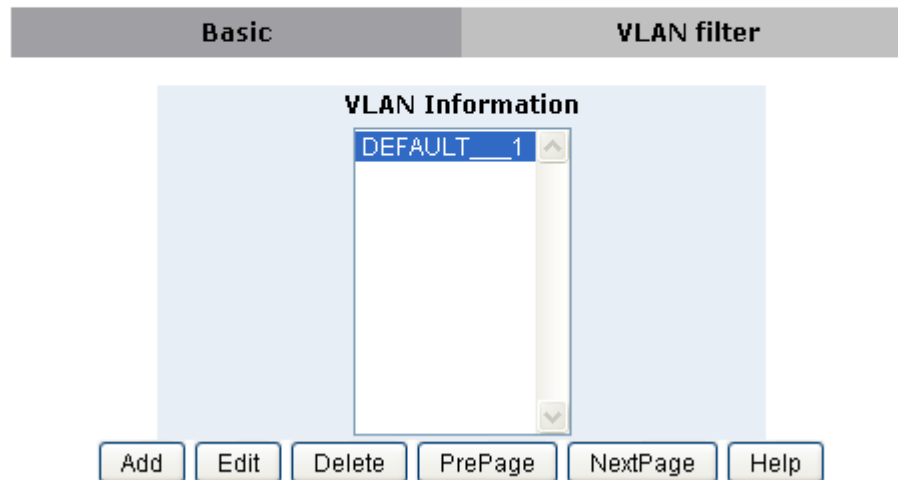 Basic VLAN filter
VLAN Information
DEFAULT___1
Add Edit Delete PrePage NextPage Help